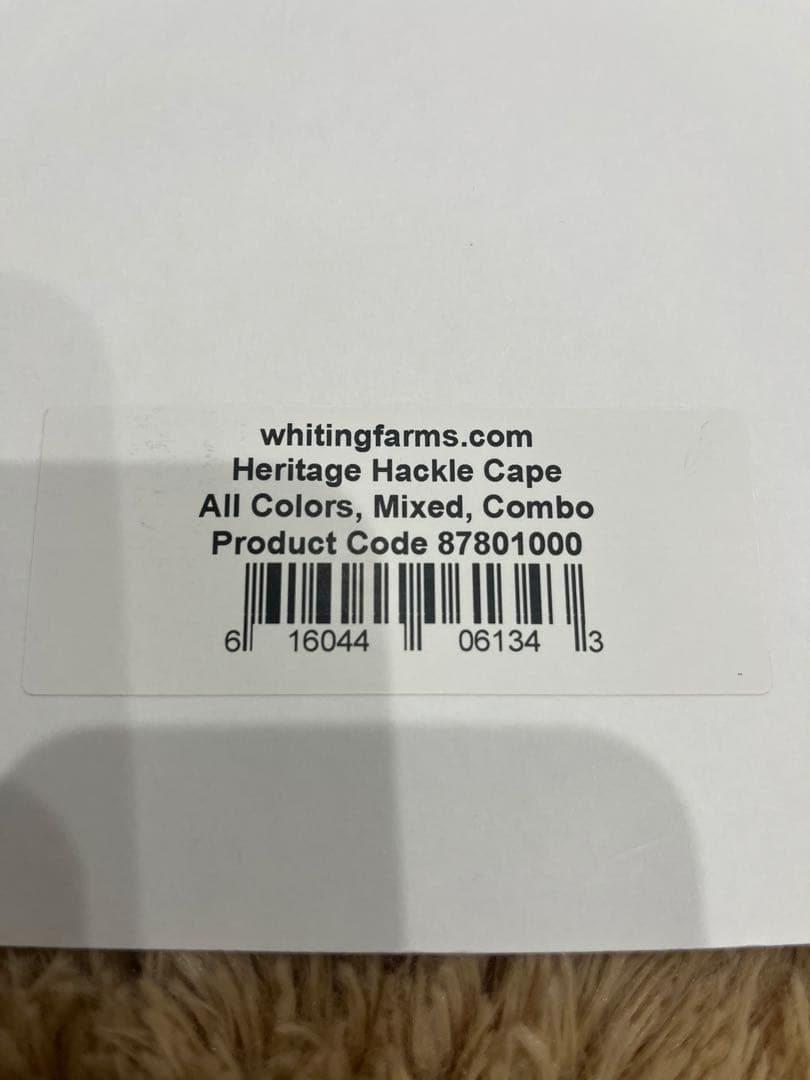 whitingfarms.com
Heritage Hackle Cape
All Colors, Mixed, Combo
Product Code 87801000
6 16044 06134 3